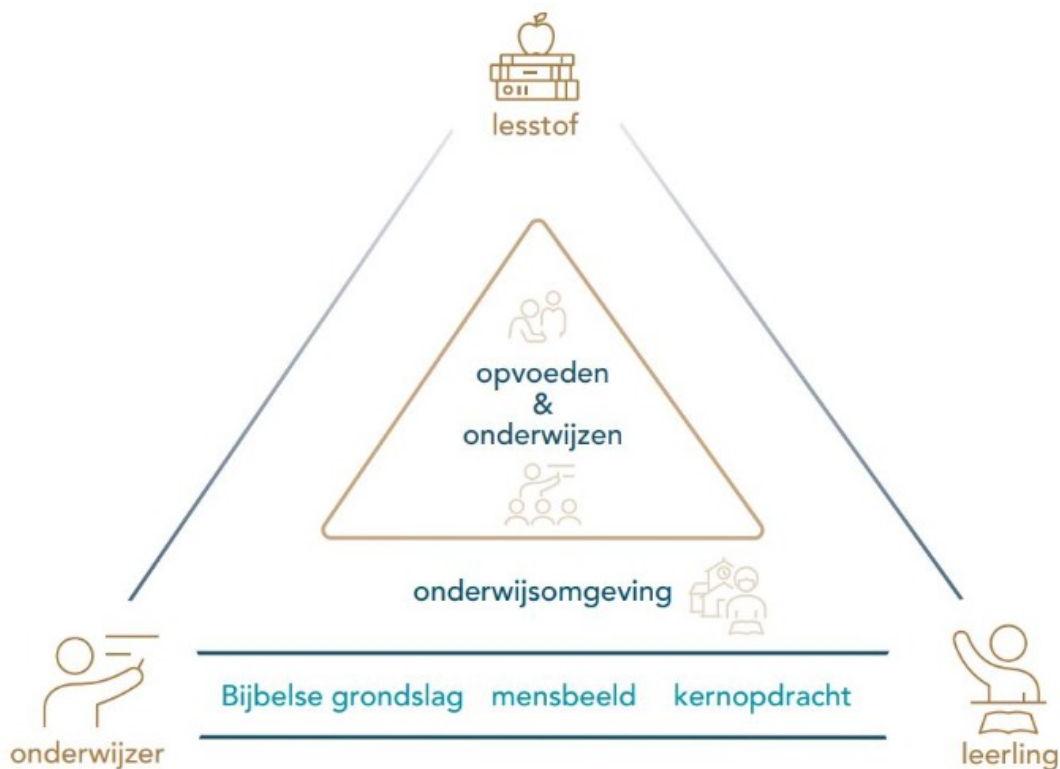 lesstof
opvoeden
&
onderwijzen
onderwijsomgeving
Bijbelse grondslag mensbeeld kernopdracht
onderwijzer
leerling